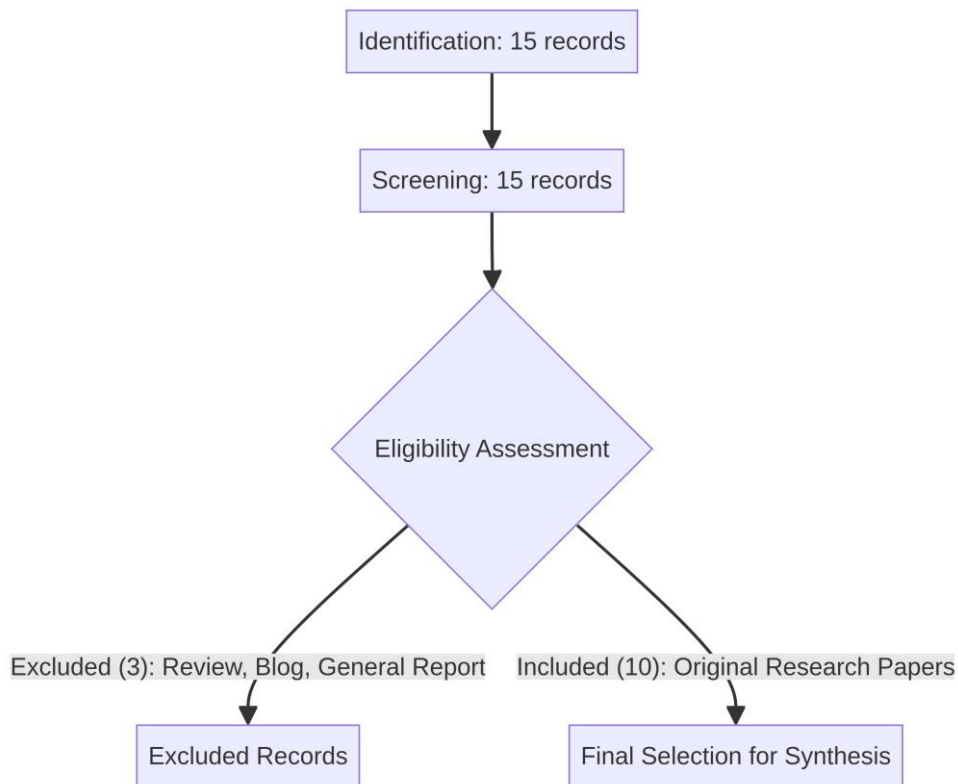 Identification: 15 records
Screening: 15 records
Eligibility Assessment
Excluded (3): Review, Blog, General Report
Included (10): Original Research Papers
Excluded Records
Final Selection for Synthesis